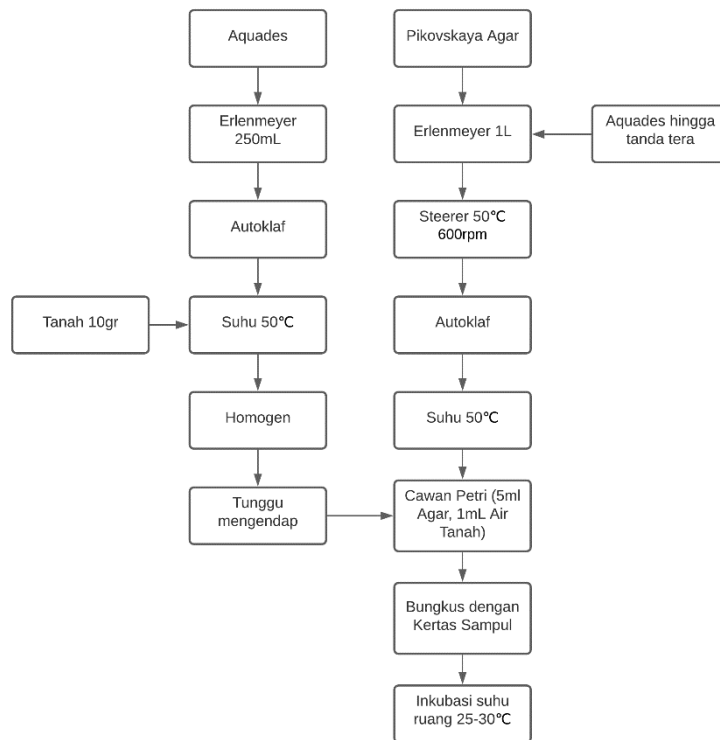 Aquades
Pikovskaya Agar
Erlenmeyer
250mL
Erlenmeyer 1L
Aquades hingga
tanda tera
Autoklaf
Steerer 50℃
600rpm
Tanah 10gr
Suhu 50℃
Autoklaf
Homogen
Suhu 50℃
Tunggu
mengendap
Cawan Petri (5ml
Agar, 1mL Air
Tanah)
Bungkus dengan
Kertas Sampul
Inkubasi suhu
ruang 25-30℃